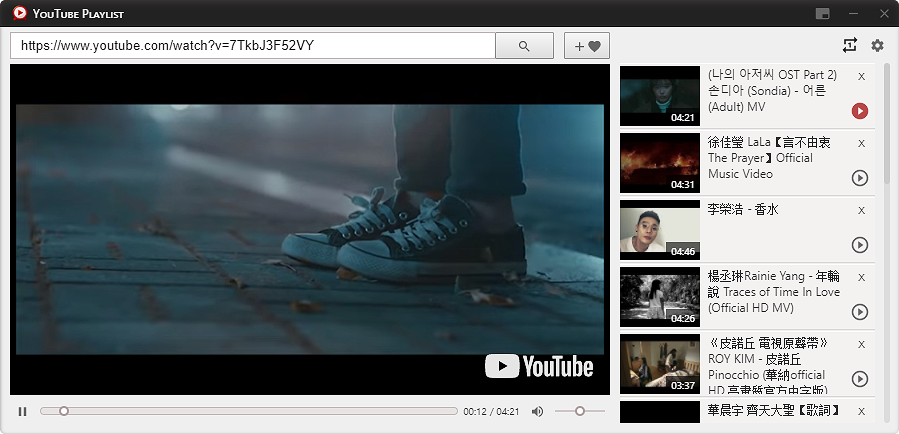 YouTube Playlist
https://www.youtube.com/watch?v=7TkbJ3F52VY
YouTube
00:12 / 04:21
04:21
(나의 아저씨 OST Part 2)
손디아 (Sondia) - 어른
(Adult) MV
X
04:31
徐佳瑩 LaLa【言不由衷
The Prayer】Official
Music Video
X
04:46
李榮浩 - 香水
X
04:26
楊丞琳Rainie Yang - 年輪
說 Traces of Time In Love
(Official HD MV)
X
03:37
《皮諾丘 電視原聲帶》
ROY KIM - 皮諾丘
Pinocchio (華納official
HD 高畫質官方中字版)
X
華晨宇 齊天大聖【歌詞】
X